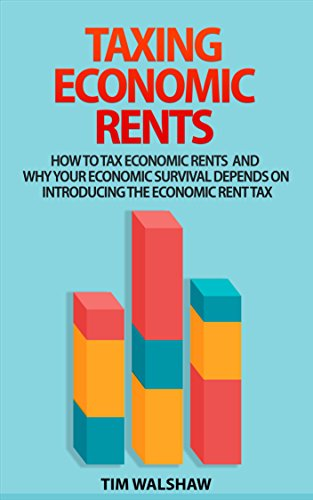 TAXING
ECONOMIC
RENTS
HOW TO TAX ECONOMIC RENTS AND
WHY YOUR ECONOMIC SURVIVAL DEPENDS ON
INTRODUCING THE ECONOMIC RENT TAX
TIM WALSHAW